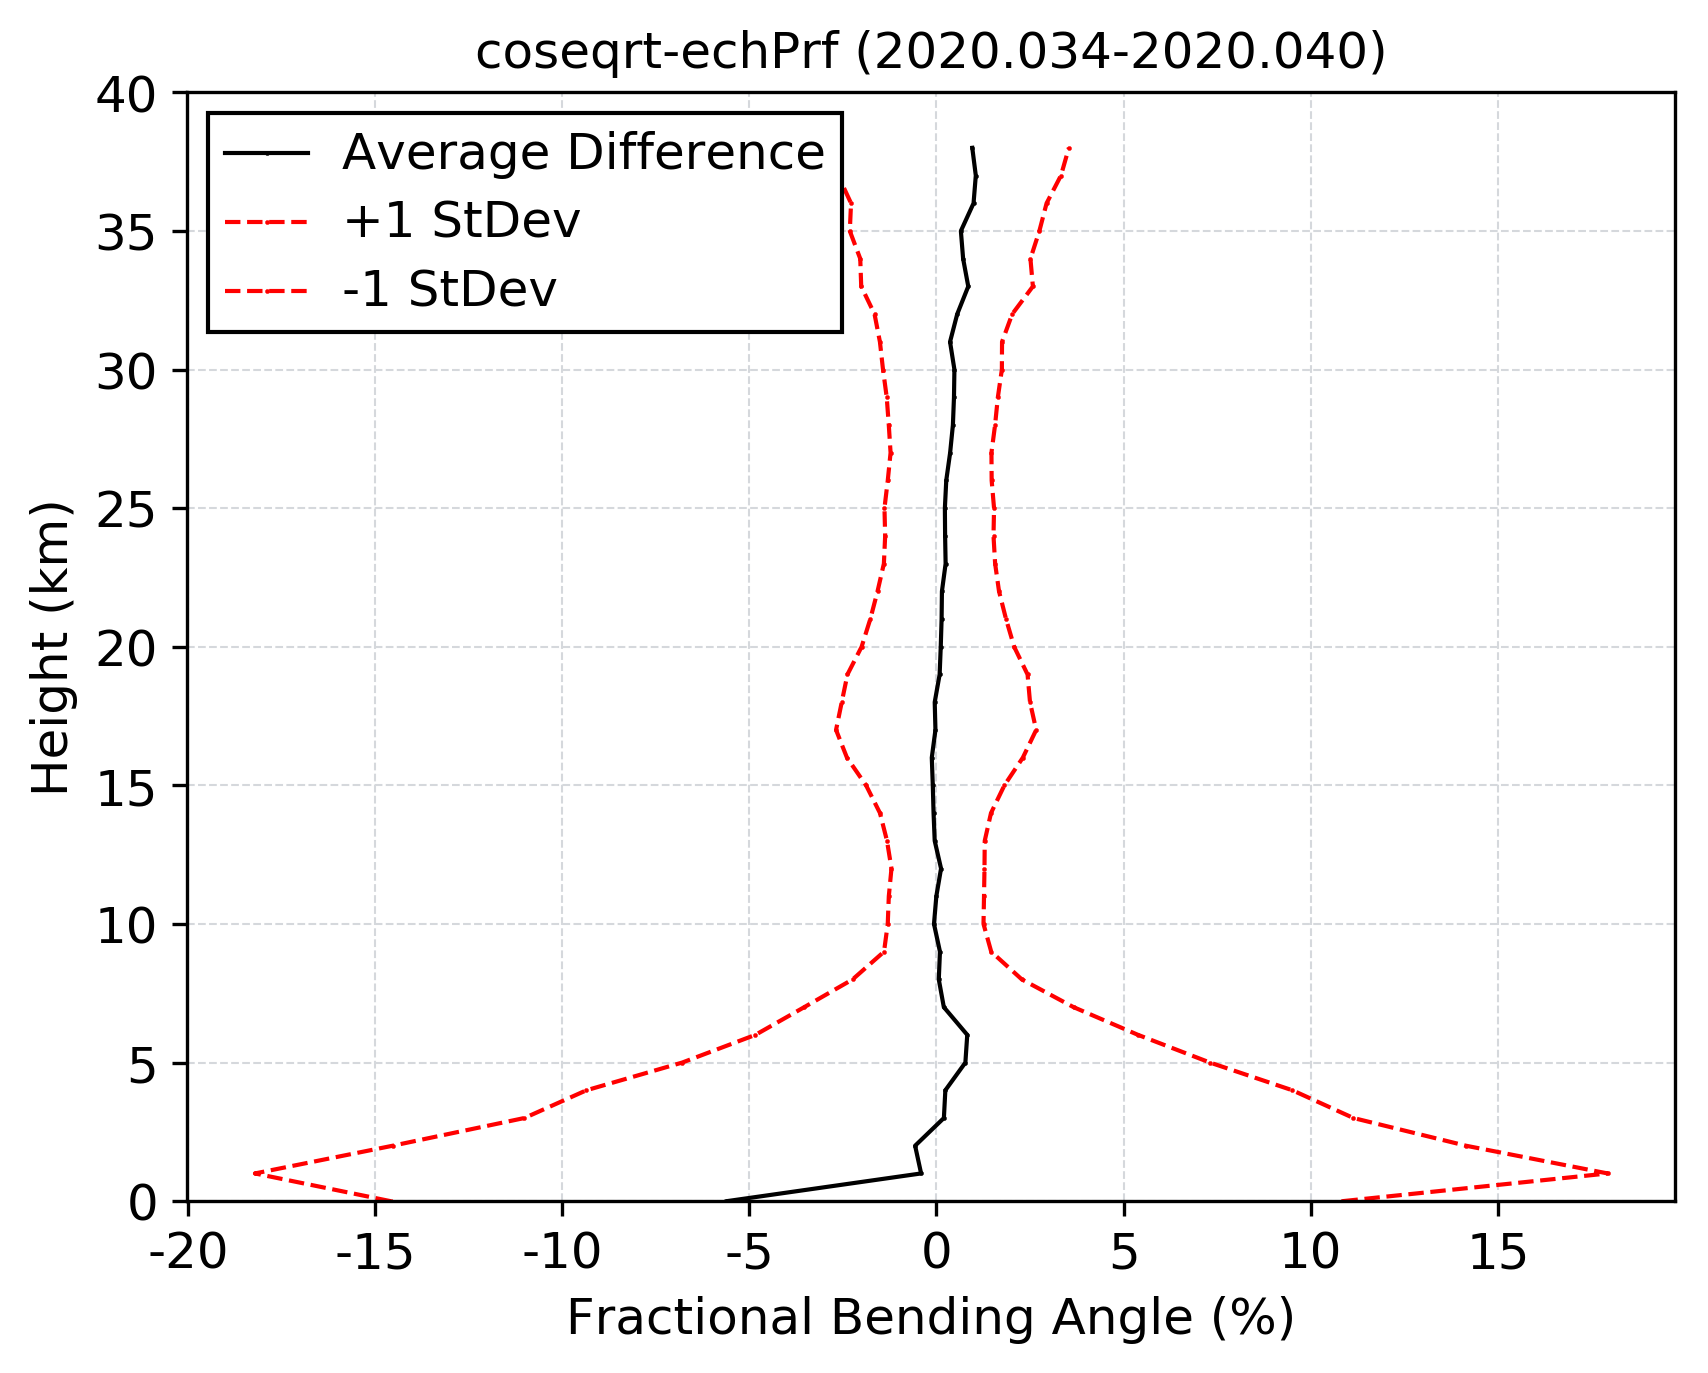 coseqrt-echPrf (2020.034-2020.040)
40
35
30
25
20
15
10
5
0
Height (km)
Average Difference
+1 StDev
-1 StDev
-20 -15 -10 -5 0 5 10 15
Fractional Bending Angle (%)